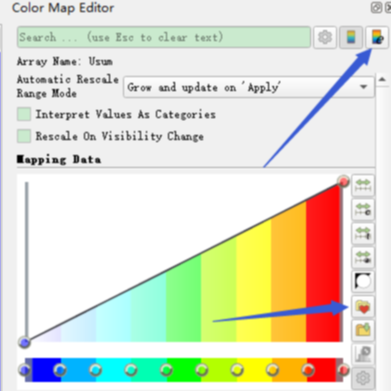 Color Map Editor
Search ... (use Esc to clear text)
Array Name: Usum
Automatic Rescale
Range Mode
Grow and update on 'Apply'
Interpret Values As Categories
Rescale On Visibility Change
Mapping Data